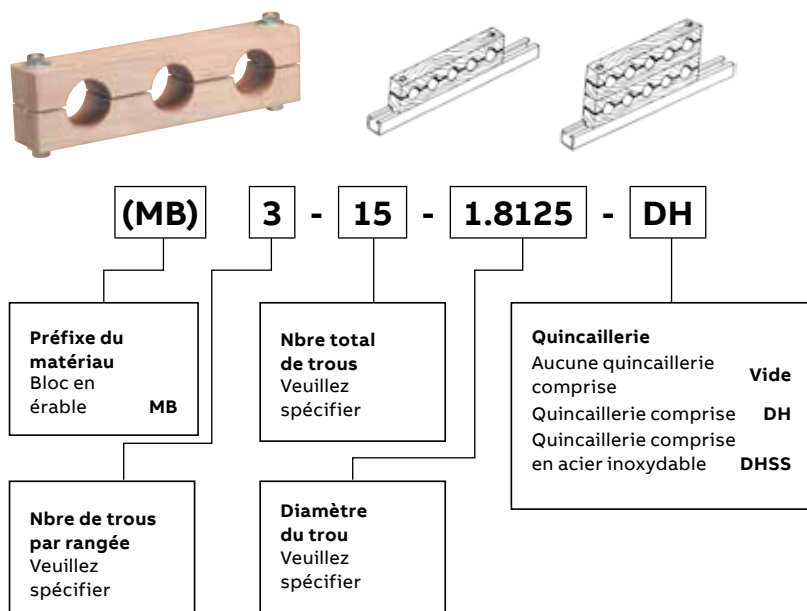 (MB) 3 - 15 - 1.8125 - DH
Préfixe du
matériau
Bloc en
érable MB
Nbre total
de trous
Veuillez
spécifier
Quincaillerie
Aucune quincaillerie
comprise Vide
Quincaillerie comprise DH
Quincaillerie comprise
en acier inoxydable DHSS
Nbre de trous
par rangée
Veuillez
spécifier
Diamètre
du trou
Veuillez
spécifier